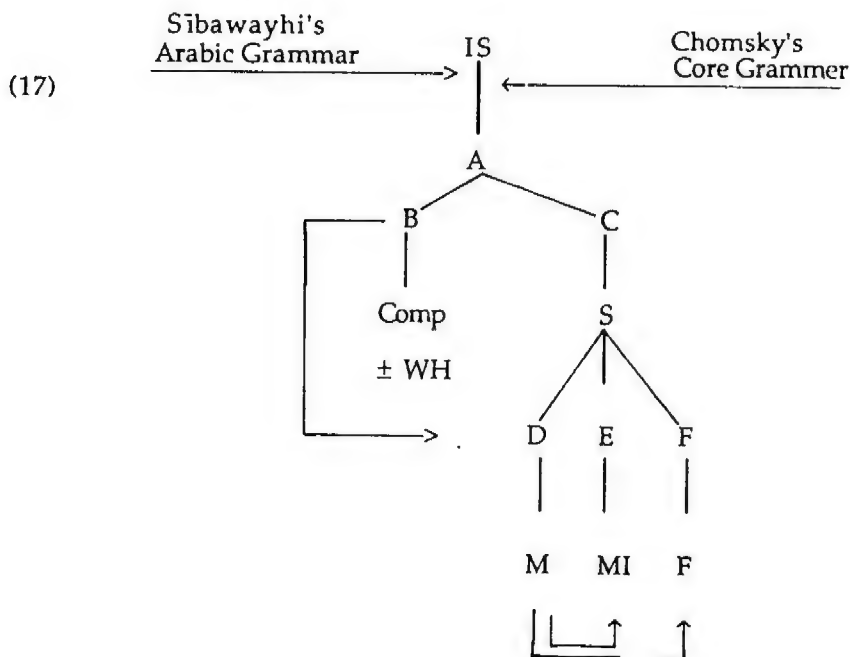 Sībawayhi's
Arabic Grammar
IS
Chomsky's
Core Grammer
(17)
A
B C
Comp S
± WH
D E F
M MI F